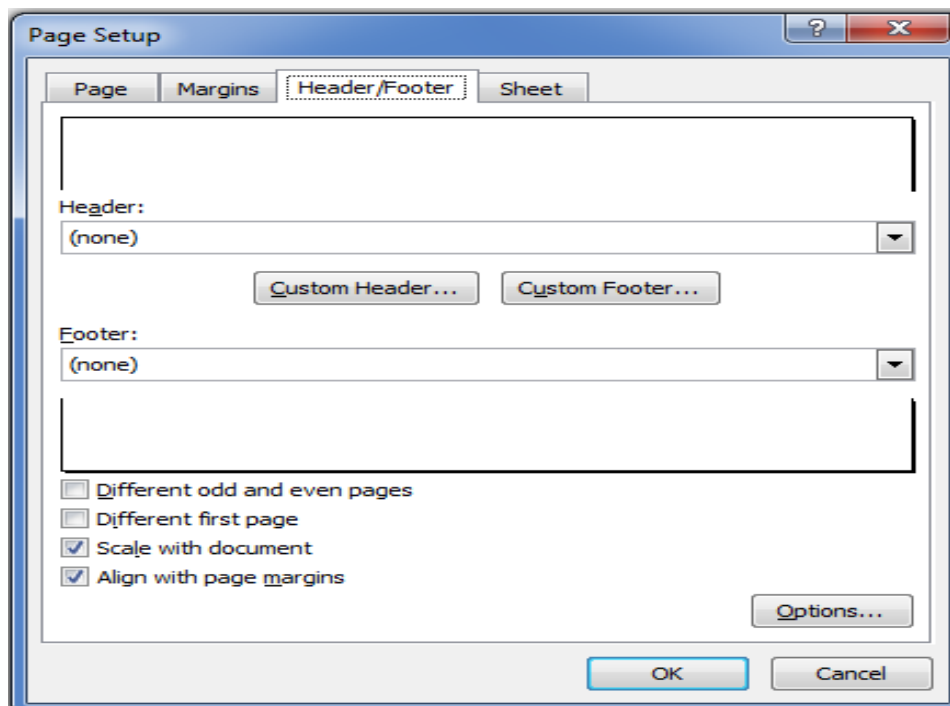 Page Setup
Page Margins Header/Footer Sheet
Header:
(none)
Custom Header... Custom Footer...
Footer:
(none)
Different odd and even pages
Different first page
Scale with document
Align with page margins
Options...
OK Cancel